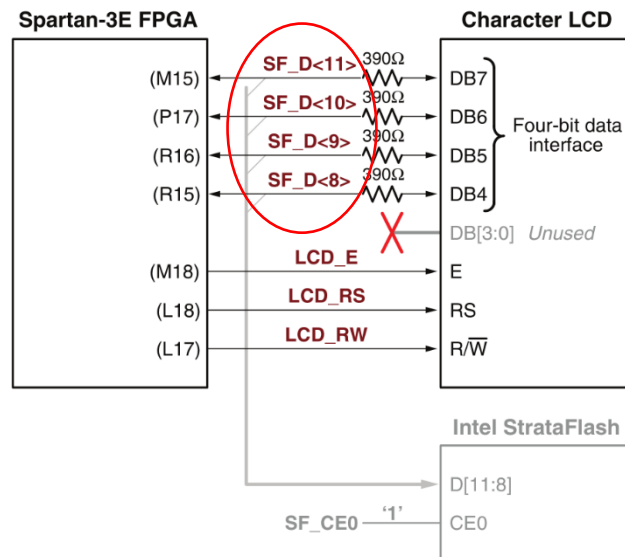 Spartan-3E FPGA
Character LCD
(M15) SF_D<11> 390Ω DB7
(P17) SF_D<10> 390Ω DB6
(R16) SF_D<9> 390Ω DB5
(R15) SF_D<8> 390Ω DB4
Four-bit data
interface
DB[3:0] Unused
(M18) LCD_E E
(L18) LCD_RS RS
(L17) LCD_RW R/W̅
Intel StrataFlash
D[11:8]
SF_CE0 ‘1’ CE0